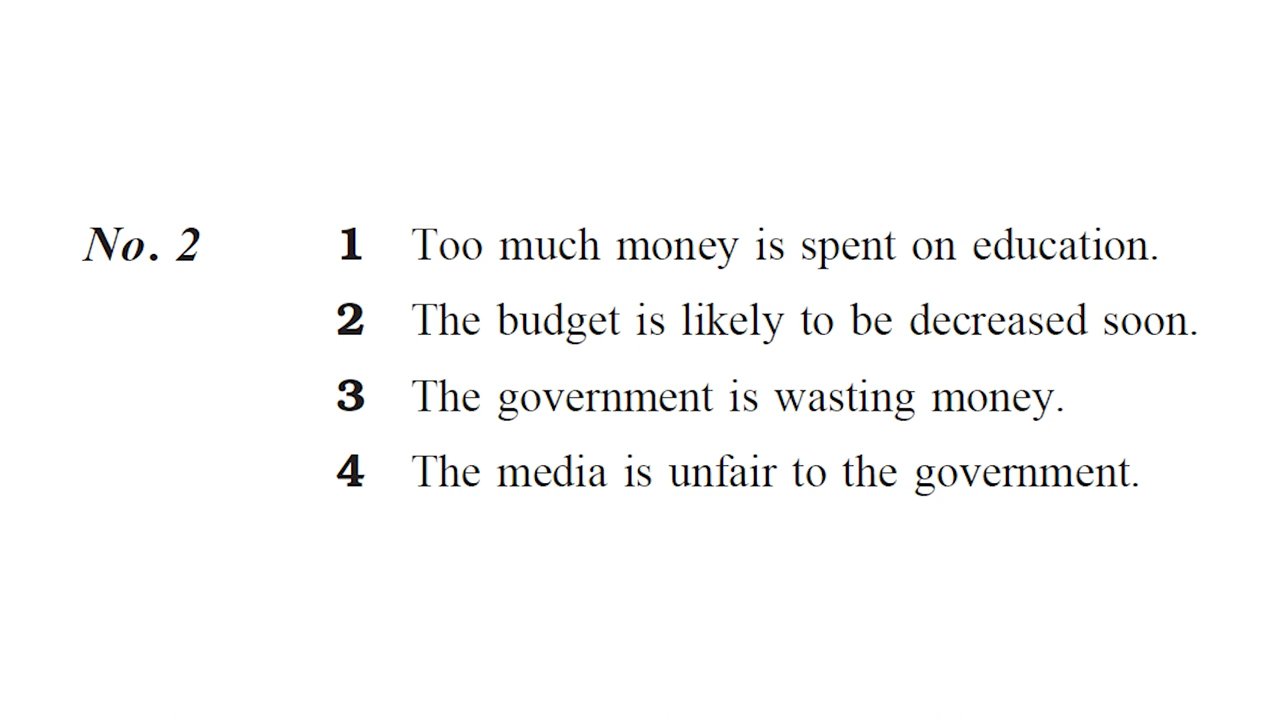 No. 2 1 Too much money is spent on education.
2 The budget is likely to be decreased soon.
3 The government is wasting money.
4 The media is unfair to the government.